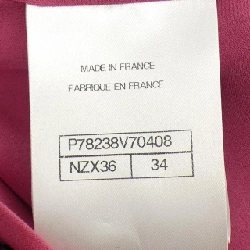 MADE IN FRANCE
FABRIQUE EN FRANCE
P78238V70408
NZX36 34